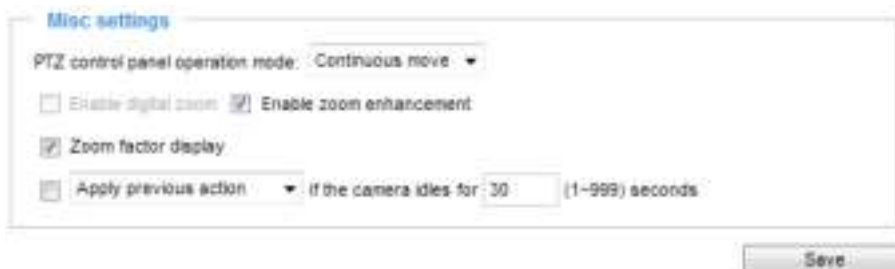 Misc settings
PTZ control panel operation mode: Continuous move
Enable digital zoom Enable zoom enhancement
Zoom factor display
Apply previous action if the camera idles for 30 (1~999) seconds
Save